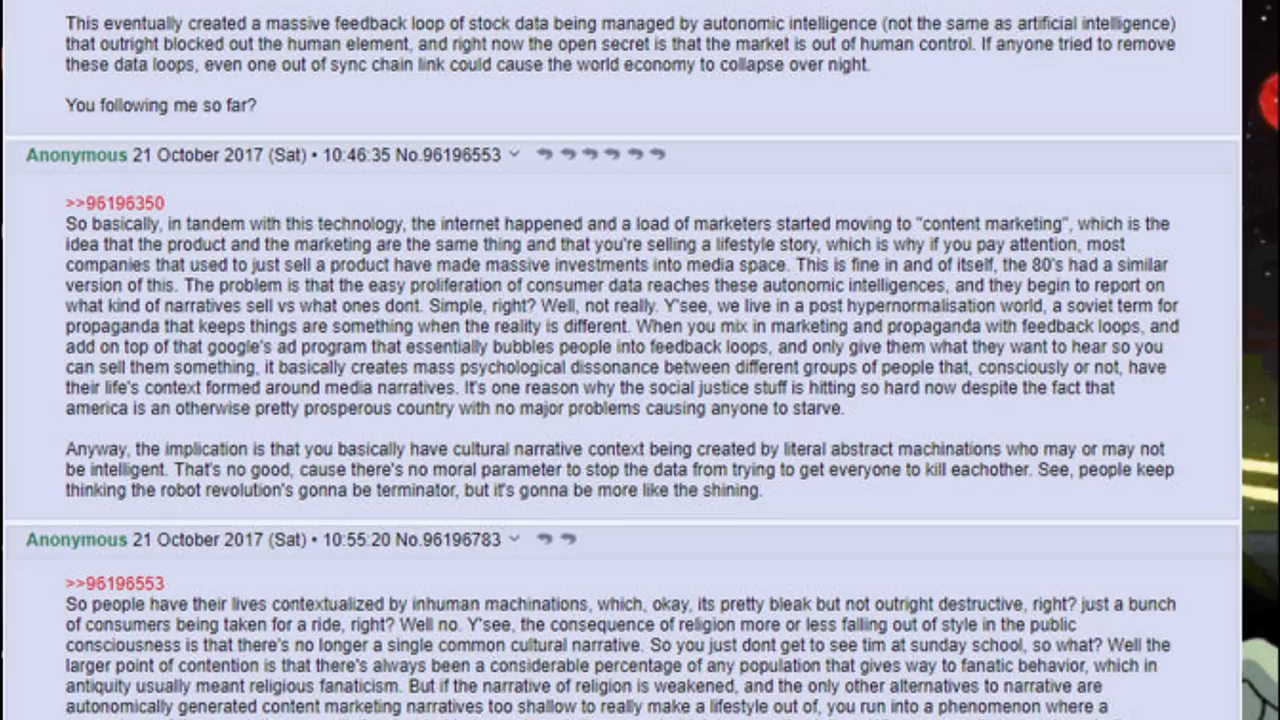 This eventually created a massive feedback loop of stock data being managed by autonomic intelligence (not the same as artificial intelligence)
that outright blocked out the human element, and right now the open secret is that the market is out of human control. If anyone tried to remove
these data loops, even one out of sync chain link could cause the world economy to collapse over night.
You following me so far?
Anonymous 21 October 2017 (Sat) • 10:46:35 No.96196553
>>96196350
So basically, in tandem with this technology, the internet happened and a load of marketers started moving to "content marketing", which is the
idea that the product and the marketing are the same thing and that you're selling a lifestyle story, which is why if you pay attention, most
companies that used to just sell a product have made massive investments into media space. This is fine in and of itself, the 80's had a similar
version of this. The problem is that the easy proliferation of consumer data reaches these autonomic intelligences, and they begin to report on
what kind of narratives sell vs what ones dont. Simple, right? Well, not really. Y'see, we live in a post hypernormalisation world, a soviet term for
propaganda that keeps things are something when the reality is different. When you mix in marketing and propaganda with feedback loops, and
add on top of that google's ad program that essentially bubbles people into feedback loops, and only give them what they want to hear so you
can sell them something, it basically creates mass psychological dissonance between different groups of people that, consciously or not, have
their life's context formed around media narratives. It's one reason why the social justice stuff is hitting so hard now despite the fact that
america is an otherwise pretty prosperous country with no major problems causing anyone to starve.
Anyway, the implication is that you basically have cultural narrative context being created by literal abstract machinations who may or may not
be intelligent. That's no good, cause there's no moral parameter to stop the data from trying to get everyone to kill eachother. See, people keep
thinking the robot revolution's gonna be terminator, but it's gonna be more like the shining.
Anonymous 21 October 2017 (Sat) • 10:55:20 No.96196783
>>96196553
So people have their lives contextualized by inhuman machinations, which, okay, its pretty bleak but not outright destructive, right? just a bunch
of consumers being taken for a ride, right? Well no. Y'see, the consequence of religion more or less falling out of style in the public
consciousness is that there's no longer a single common cultural narrative. So you just dont get to see tim at sunday school, so what? Well the
larger point of contention is that there's always been a considerable percentage of any population that gives way to fanatic behavior, which in
antiquity usually meant religious fanaticism. But if the narrative of religion is weakened, and the only other alternatives to narrative are
autonomically generated content marketing narratives too shallow to really make a lifestyle out of, you run into a phenomenon where a